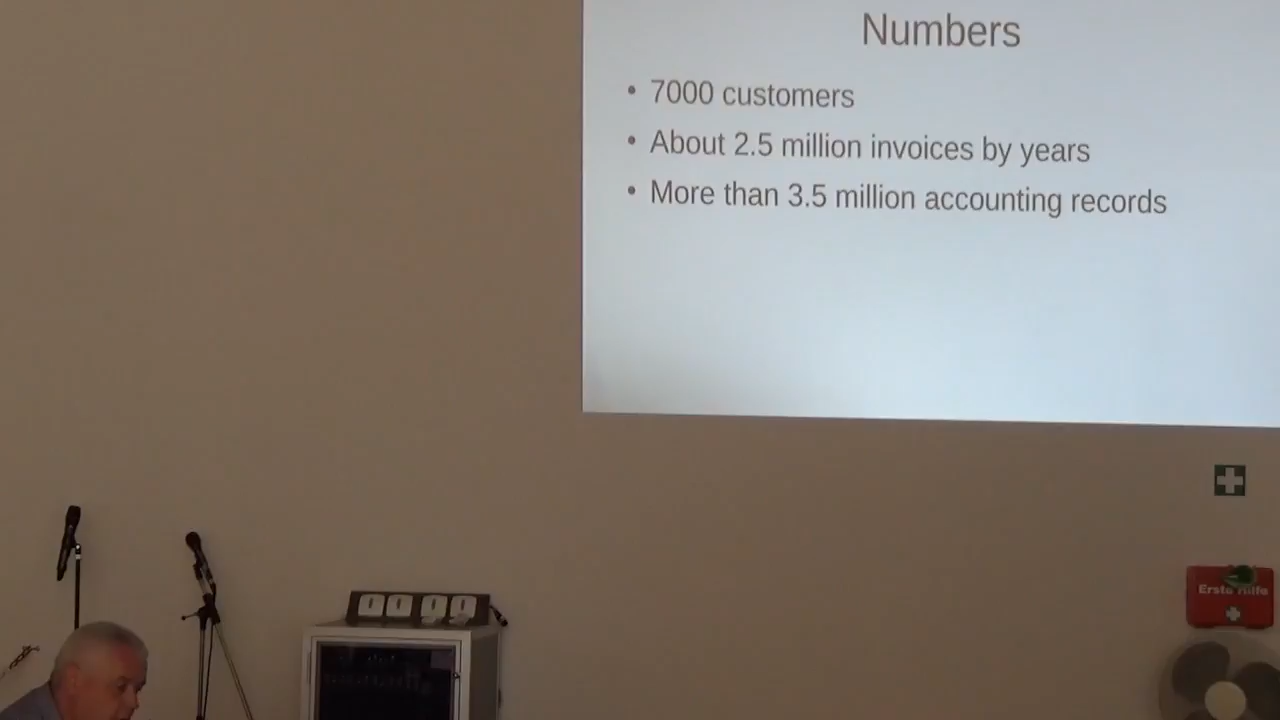 Numbers
• 7000 customers
• About 2.5 million invoices by years
• More than 3.5 million accounting records
Erste Hilfe